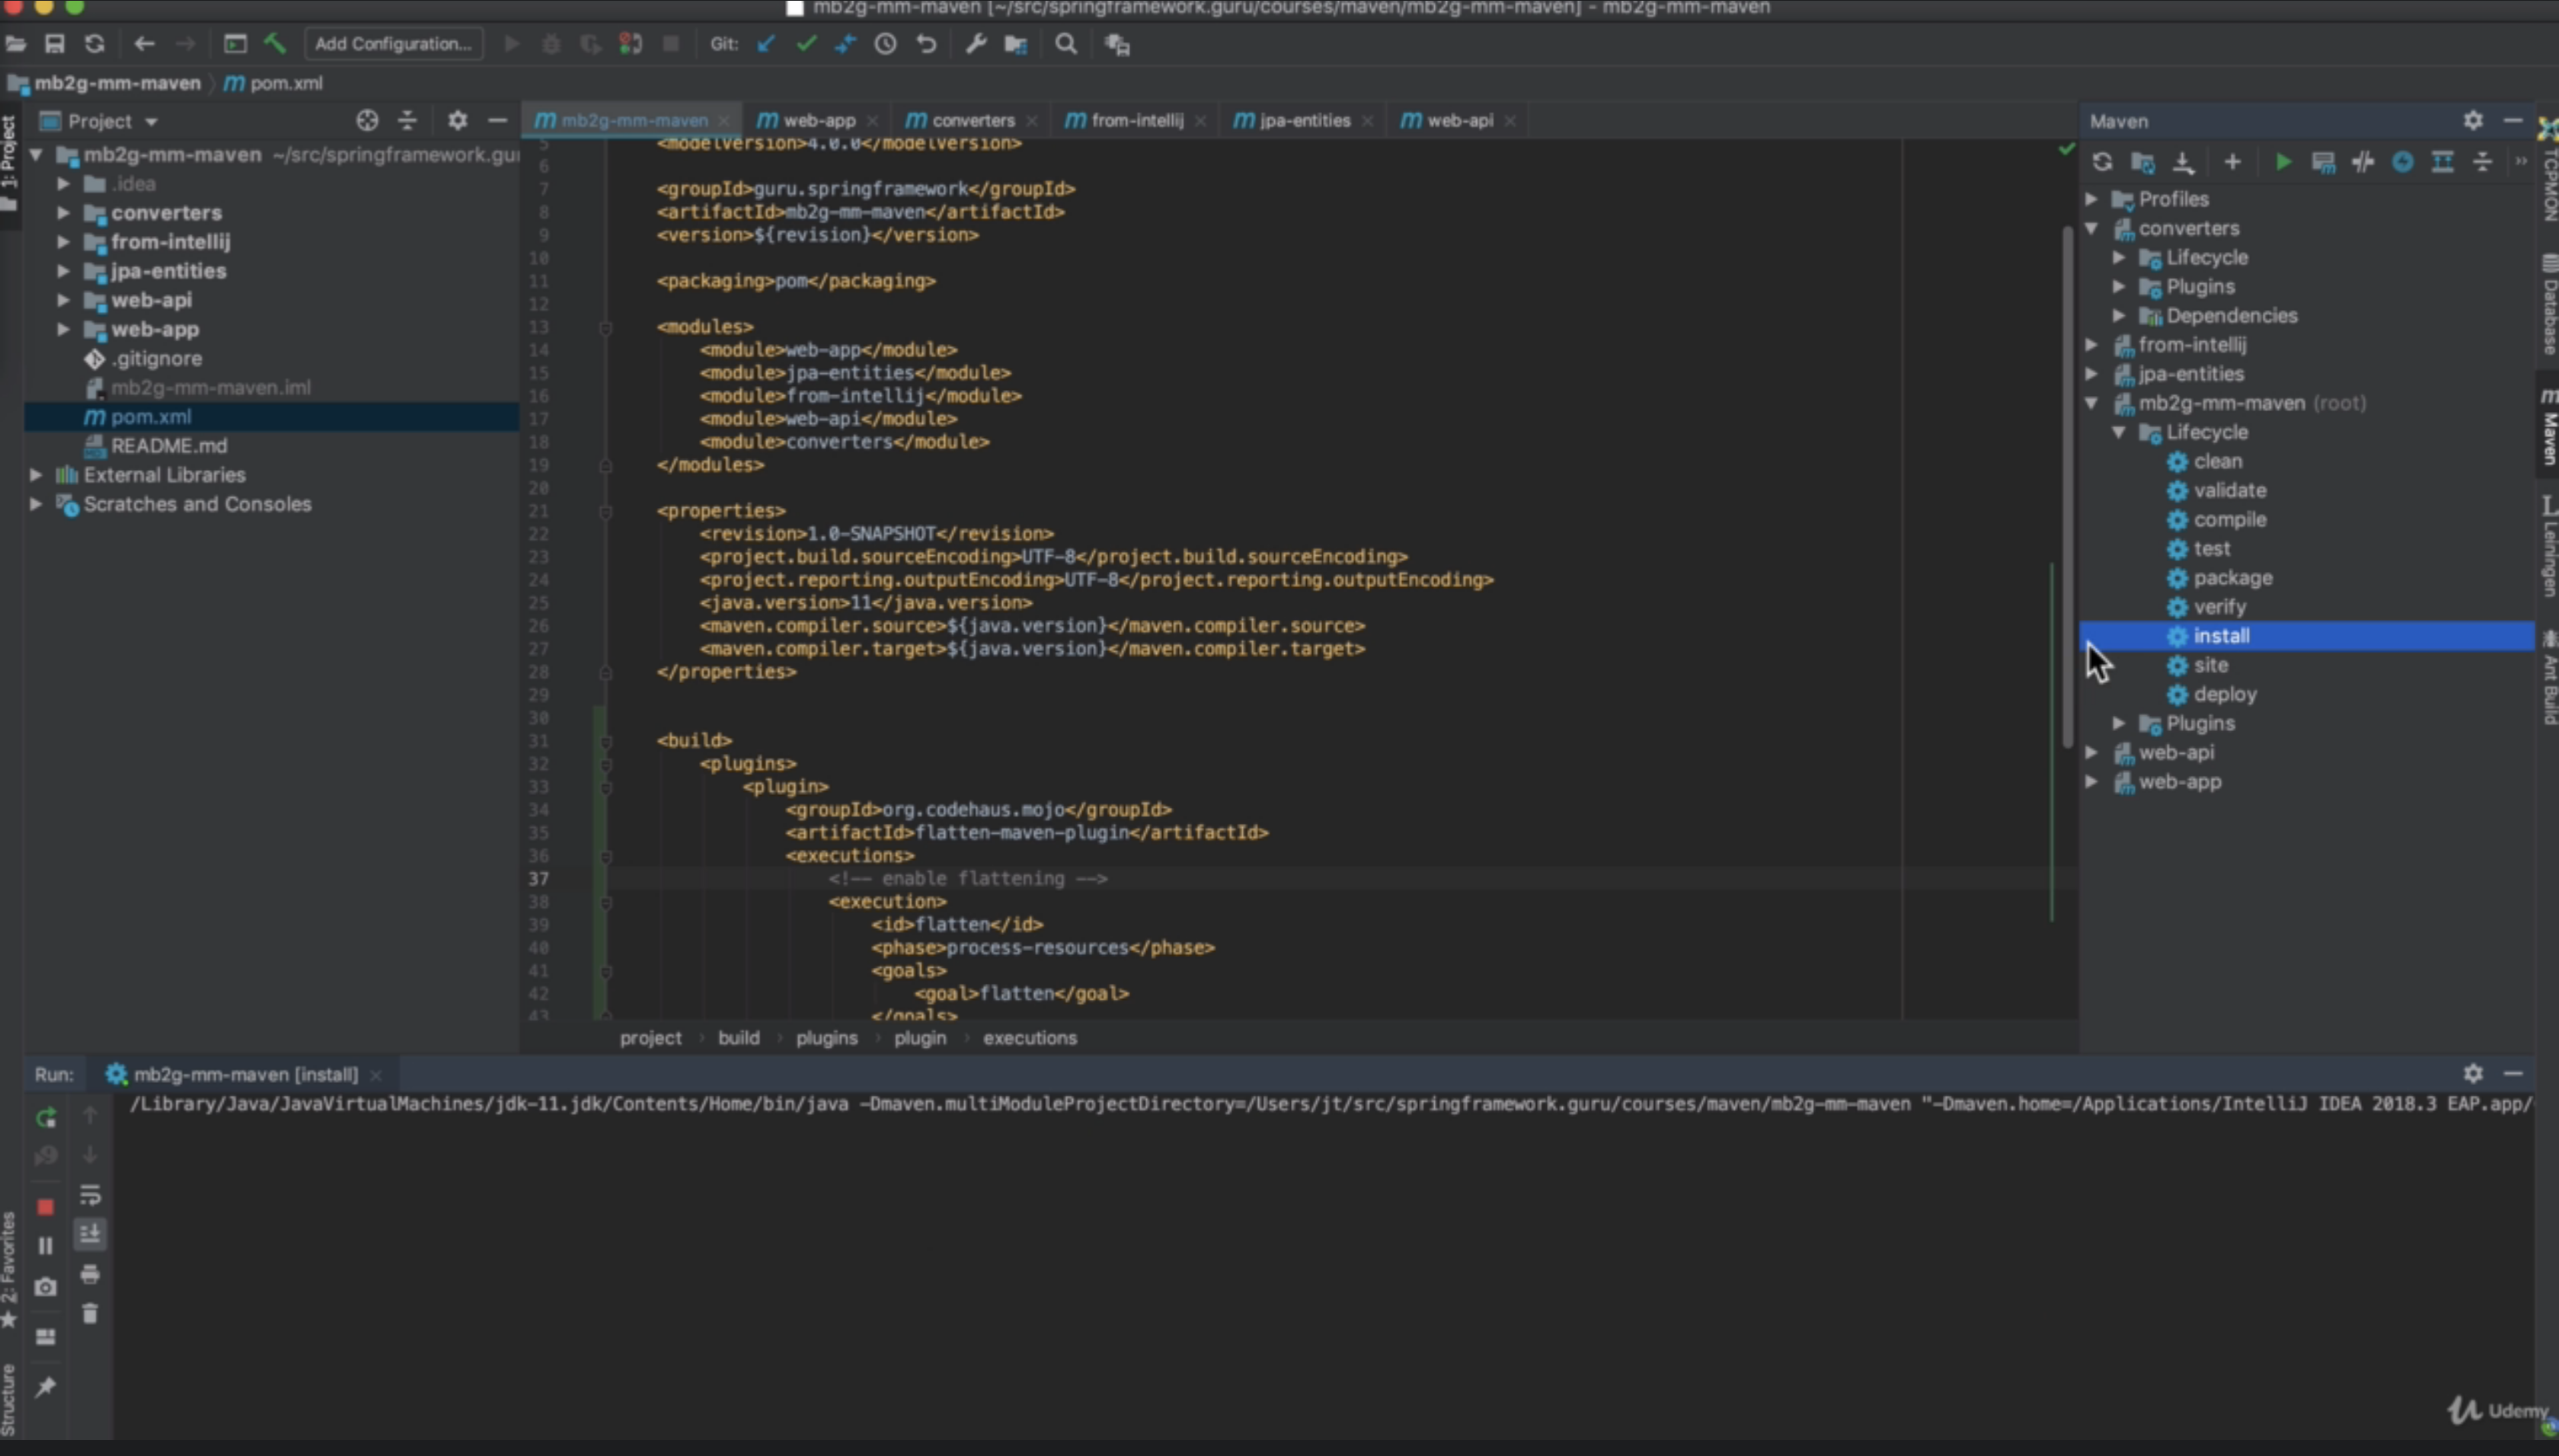 mb2g-mm-maven [~/src/springframework.guru/courses/maven/mb2g-mm-maven] - mb2g-mm-maven
Add Configuration...
Git:
mb2g-mm-maven
pom.xml
1: Project
Project
mb2g-mm-maven ~/src/springframework.gu
.idea
converters
from-intellij
jpa-entities
web-api
web-app
.gitignore
mb2g-mm-maven.iml
pom.xml
README.md
External Libraries
Scratches and Consoles
mb2g-mm-maven
web-app
converters
from-intellij
jpa-entities
web-api
5 <modelVersion>4.0.0</modelVersion>
6
7 <groupId>guru.springframework</groupId>
8 <artifactId>mb2g-mm-maven</artifactId>
9 <version>${revision}</version>
10
11 <packaging>pom</packaging>
12
13 <modules>
14 <module>web-app</module>
15 <module>jpa-entities</module>
16 <module>from-intellij</module>
17 <module>web-api</module>
18 <module>converters</module>
19 </modules>
20
21 <properties>
22 <revision>1.0-SNAPSHOT</revision>
23 <project.build.sourceEncoding>UTF-8</project.build.sourceEncoding>
24 <project.reporting.outputEncoding>UTF-8</project.reporting.outputEncoding>
25 <java.version>11</java.version>
26 <maven.compiler.source>${java.version}</maven.compiler.source>
27 <maven.compiler.target>${java.version}</maven.compiler.target>
28 </properties>
29
30
31 <build>
32 <plugins>
33 <plugin>
34 <groupId>org.codehaus.mojo</groupId>
35 <artifactId>flatten-maven-plugin</artifactId>
36 <executions>
37 <!-- enable flattening -->
38 <execution>
39 <id>flatten</id>
40 <phase>process-resources</phase>
41 <goals>
42 <goal>flatten</goal>
43 </goals>
project › build › plugins › plugin › executions
Maven
Profiles
converters
Lifecycle
Plugins
Dependencies
from-intellij
jpa-entities
mb2g-mm-maven (root)
Lifecycle
clean
validate
compile
test
package
verify
install
site
deploy
Plugins
web-api
web-app
TCPMON
Database
Maven
Leiningen
Ant Build
Run:
mb2g-mm-maven [install]
/Library/Java/JavaVirtualMachines/jdk-11.jdk/Contents/Home/bin/java -Dmaven.multiModuleProjectDirectory=/Users/jt/src/springframework.guru/courses/maven/mb2g-mm-maven "-Dmaven.home=/Applications/IntelliJ IDEA 2018.3 EAP.app/
2: Favorites
Structure
Udemy